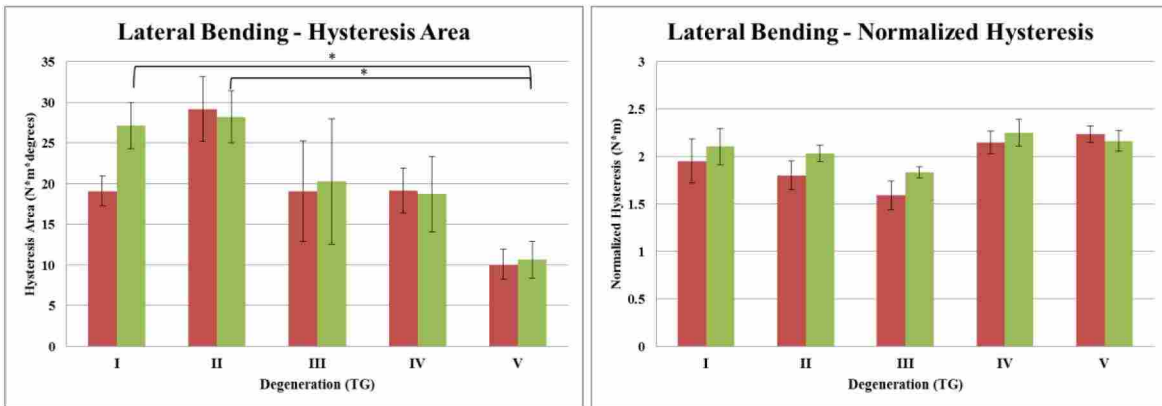 Lateral Bending - Hysteresis Area
35
30
25
20
15
10
5
0
Hysteresis Area (N*m*degrees)
*
*
I II III IV V
Degeneration (TG)
Lateral Bending - Normalized Hysteresis
3
2.5
2
1.5
1
0.5
0
Normalized Hysteresis (N*m)
I II III IV V
Degeneration (TG)